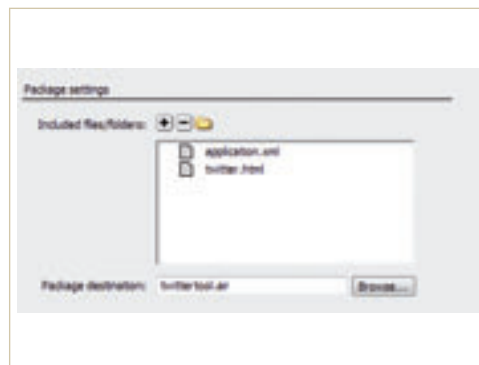 Package settings
Included files/folders:
application.xml
twitter.html
Package destination: twittertool.air Browse...